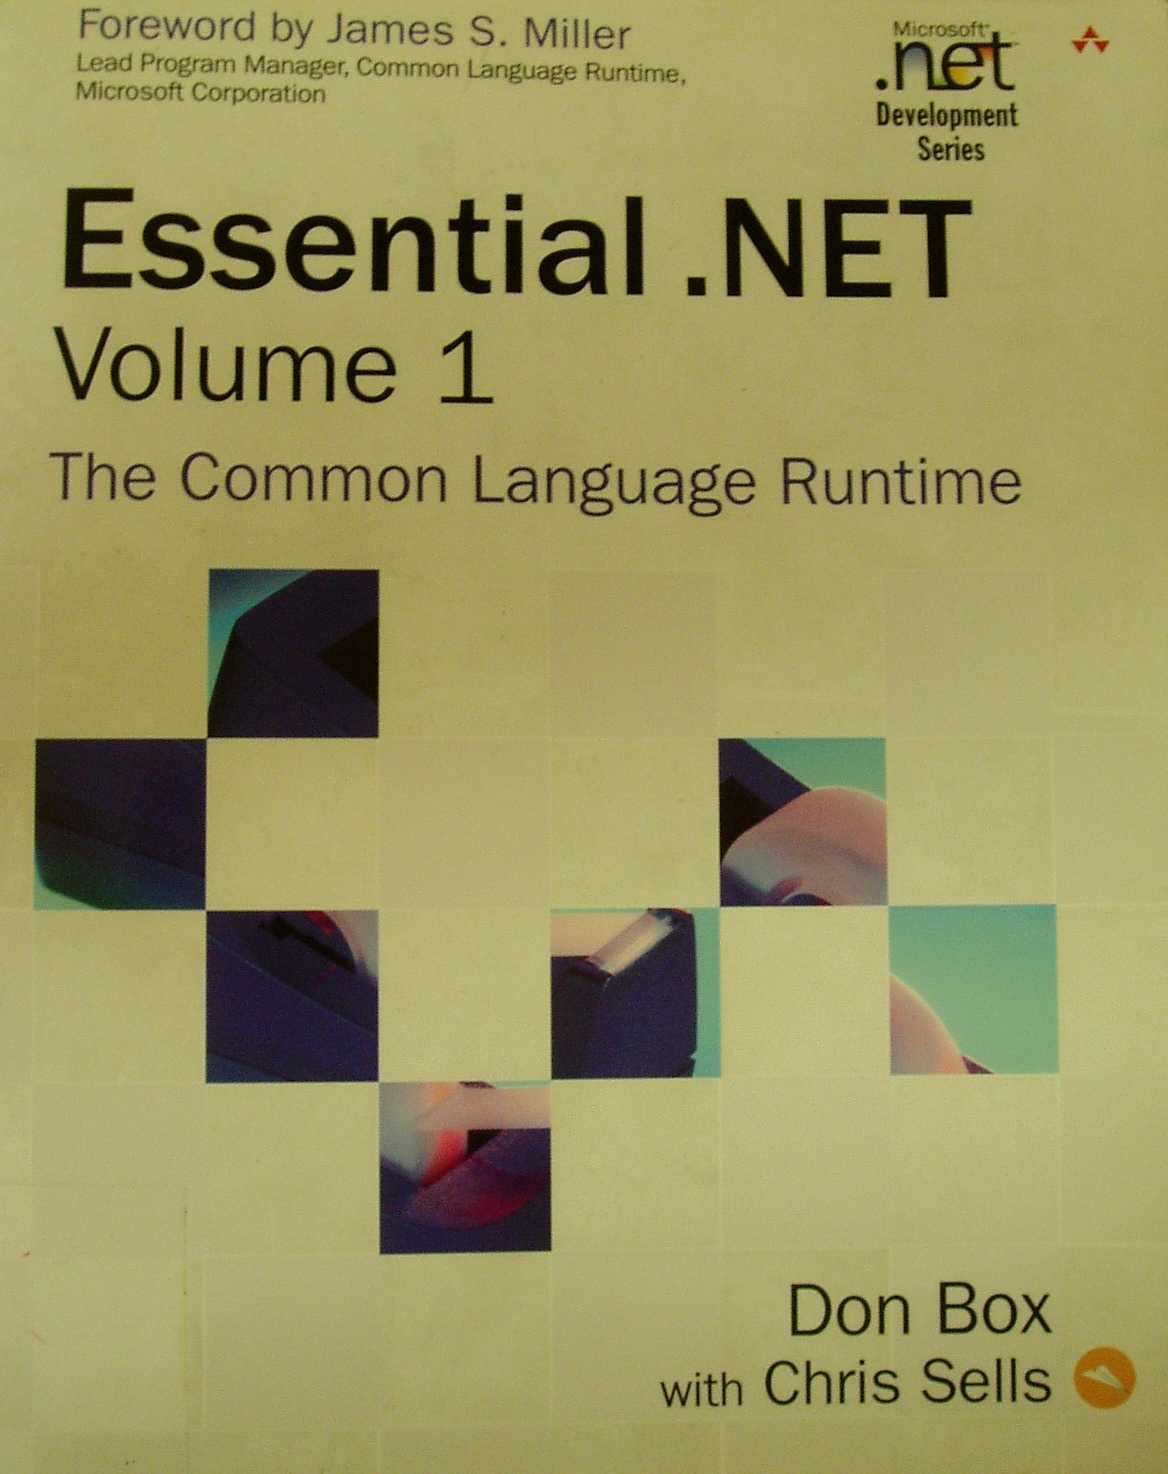 Foreword by James S. Miller
Lead Program Manager, Common Language Runtime,
Microsoft Corporation
Microsoft
.net
Development
Series
Essential .NET
Volume 1
The Common Language Runtime
Don Box
with Chris Sells